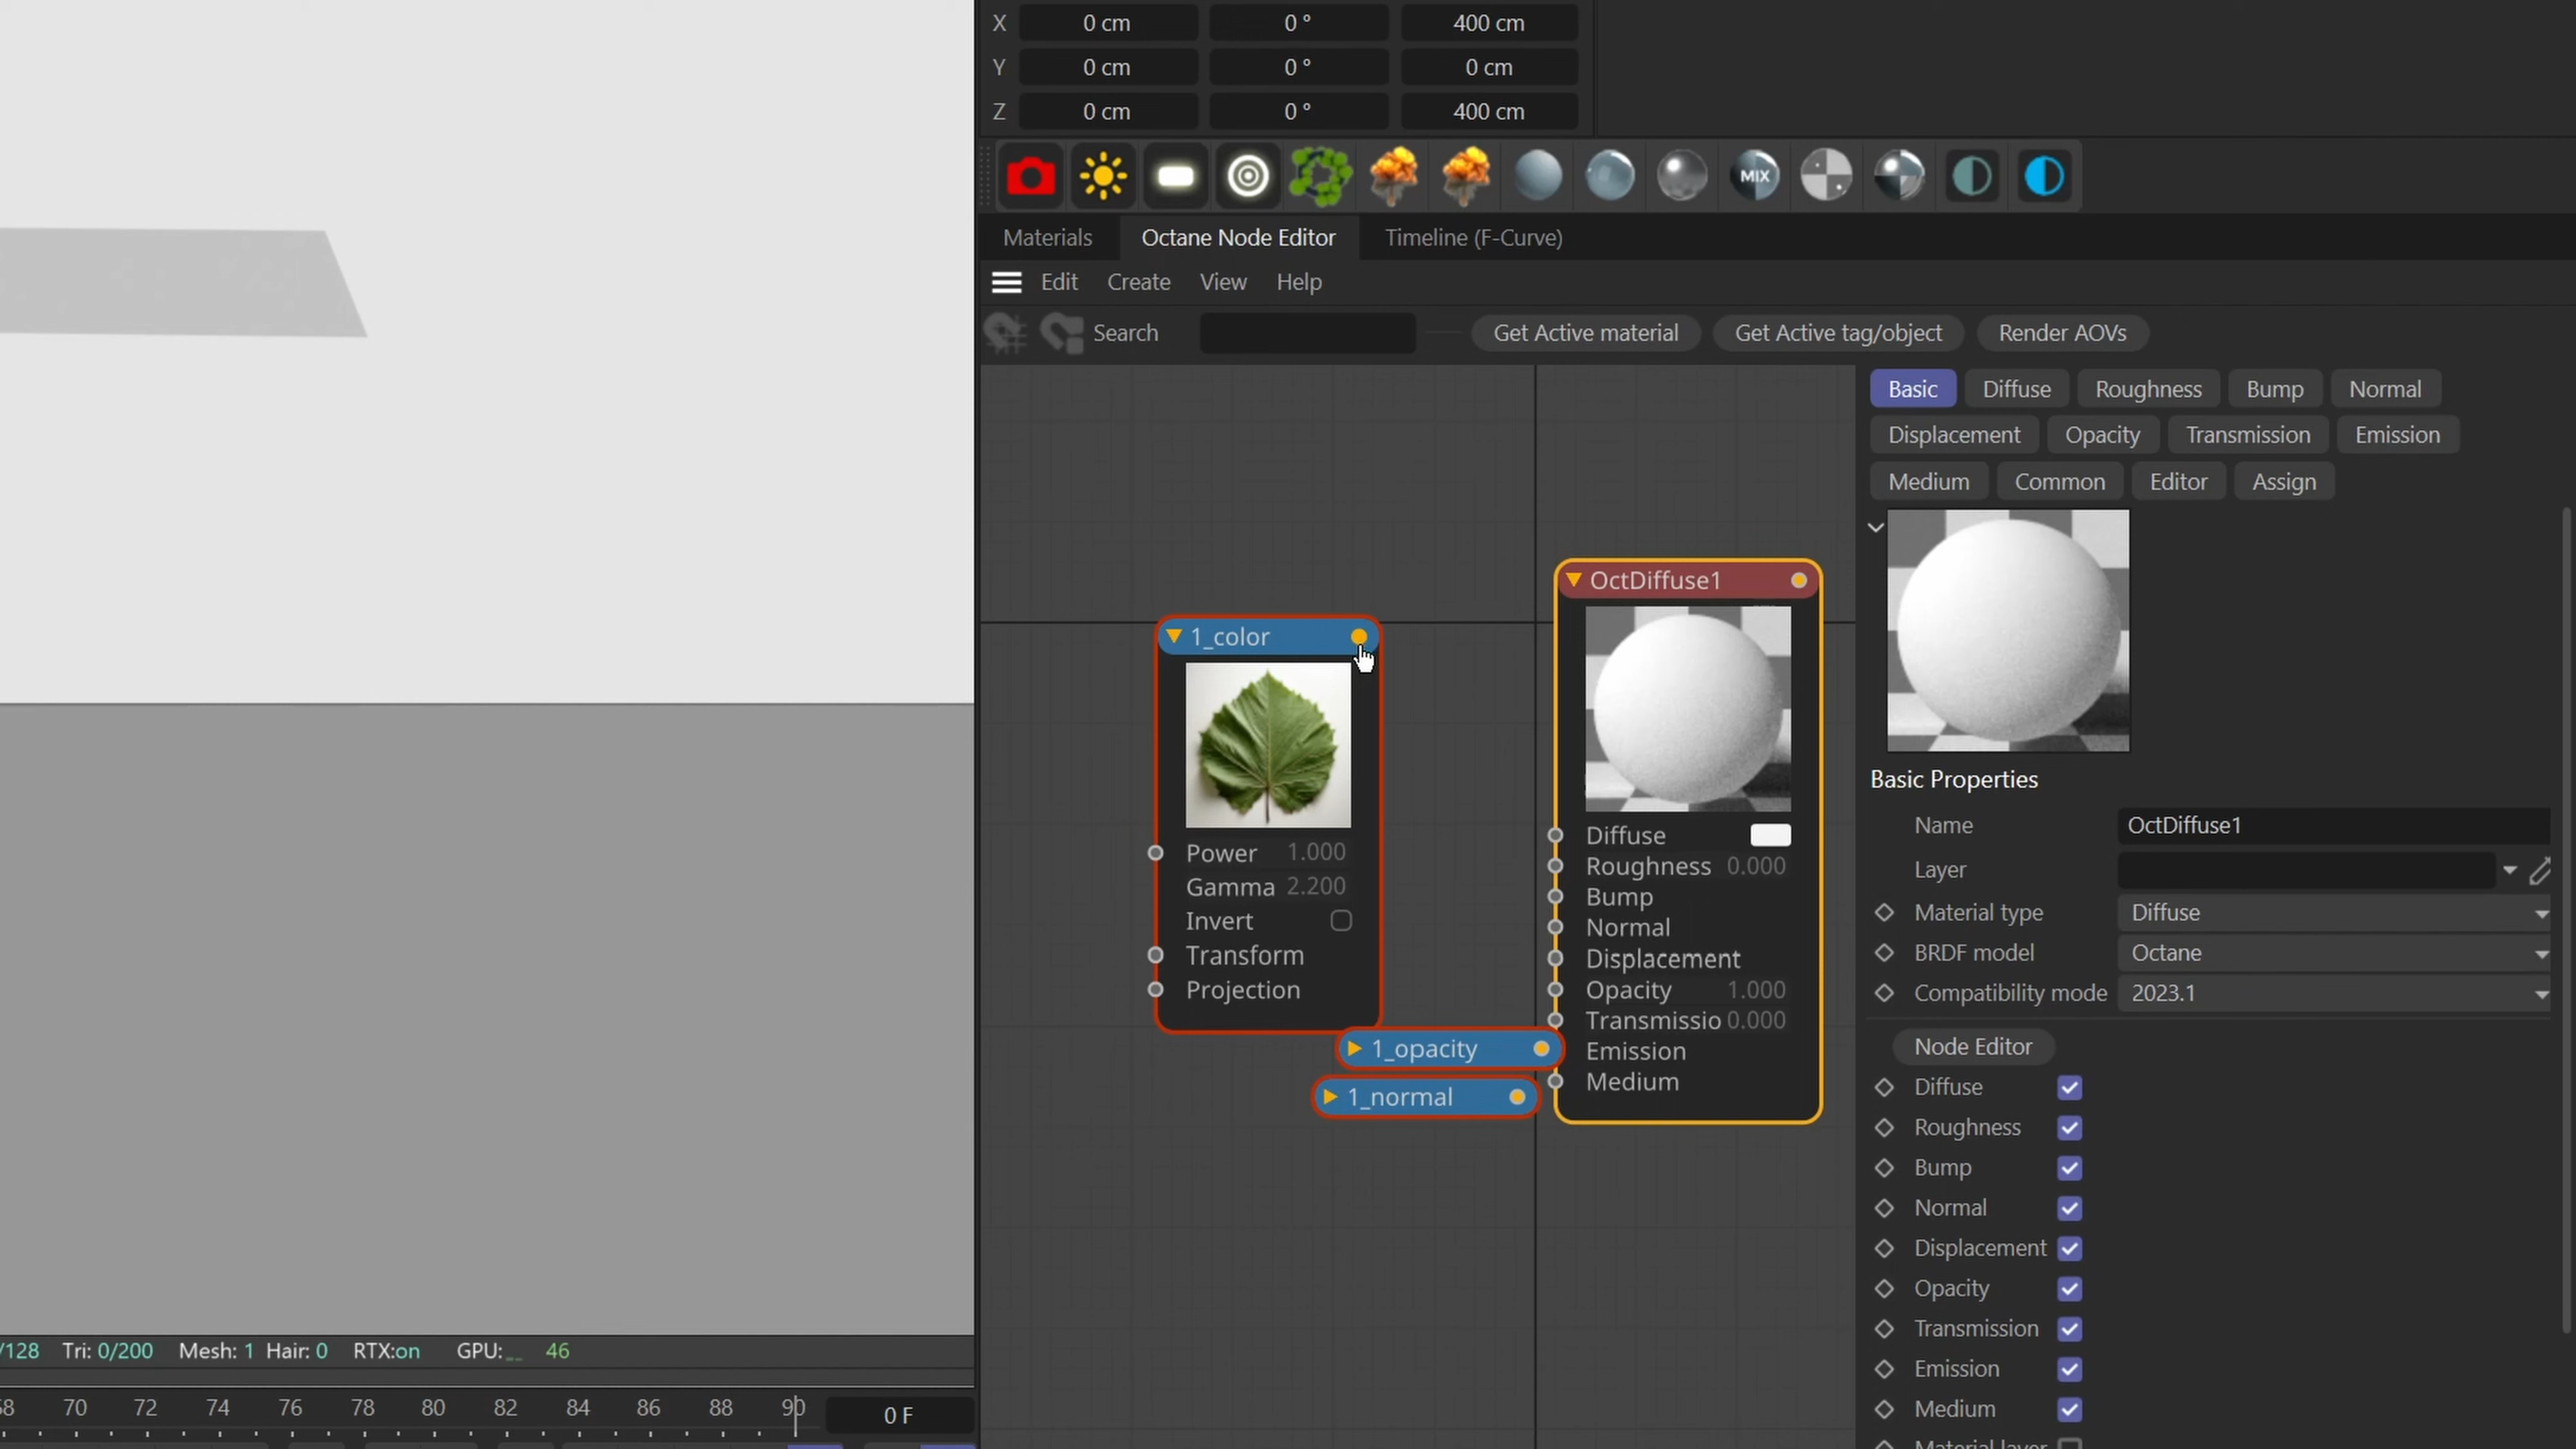 X 0 cm 0 ° 400 cm
Y 0 cm 0 ° 0 cm
Z 0 cm 0 ° 400 cm
MIX
Materials Octane Node Editor Timeline (F-Curve)
Edit Create View Help
Search Get Active material Get Active tag/object Render AOVs
Basic Diffuse Roughness Bump Normal
Displacement Opacity Transmission Emission
Medium Common Editor Assign
1_color
Power 1.000
Gamma 2.200
Invert
Transform
Projection
1_opacity
1_normal
OctDiffuse1
Diffuse
Roughness 0.000
Bump
Normal
Displacement
Opacity 1.000
Transmissio 0.000
Emission
Medium
Basic Properties
Name OctDiffuse1
Layer
Material type Diffuse
BRDF model Octane
Compatibility mode 2023.1
Node Editor
Diffuse
Roughness
Bump
Normal
Displacement
Opacity
Transmission
Emission
Medium
Material layer
/128 Tri: 0/200 Mesh: 1 Hair: 0 RTX:on GPU:__ 46
68 70 72 74 76 78 80 82 84 86 88 90 0 F